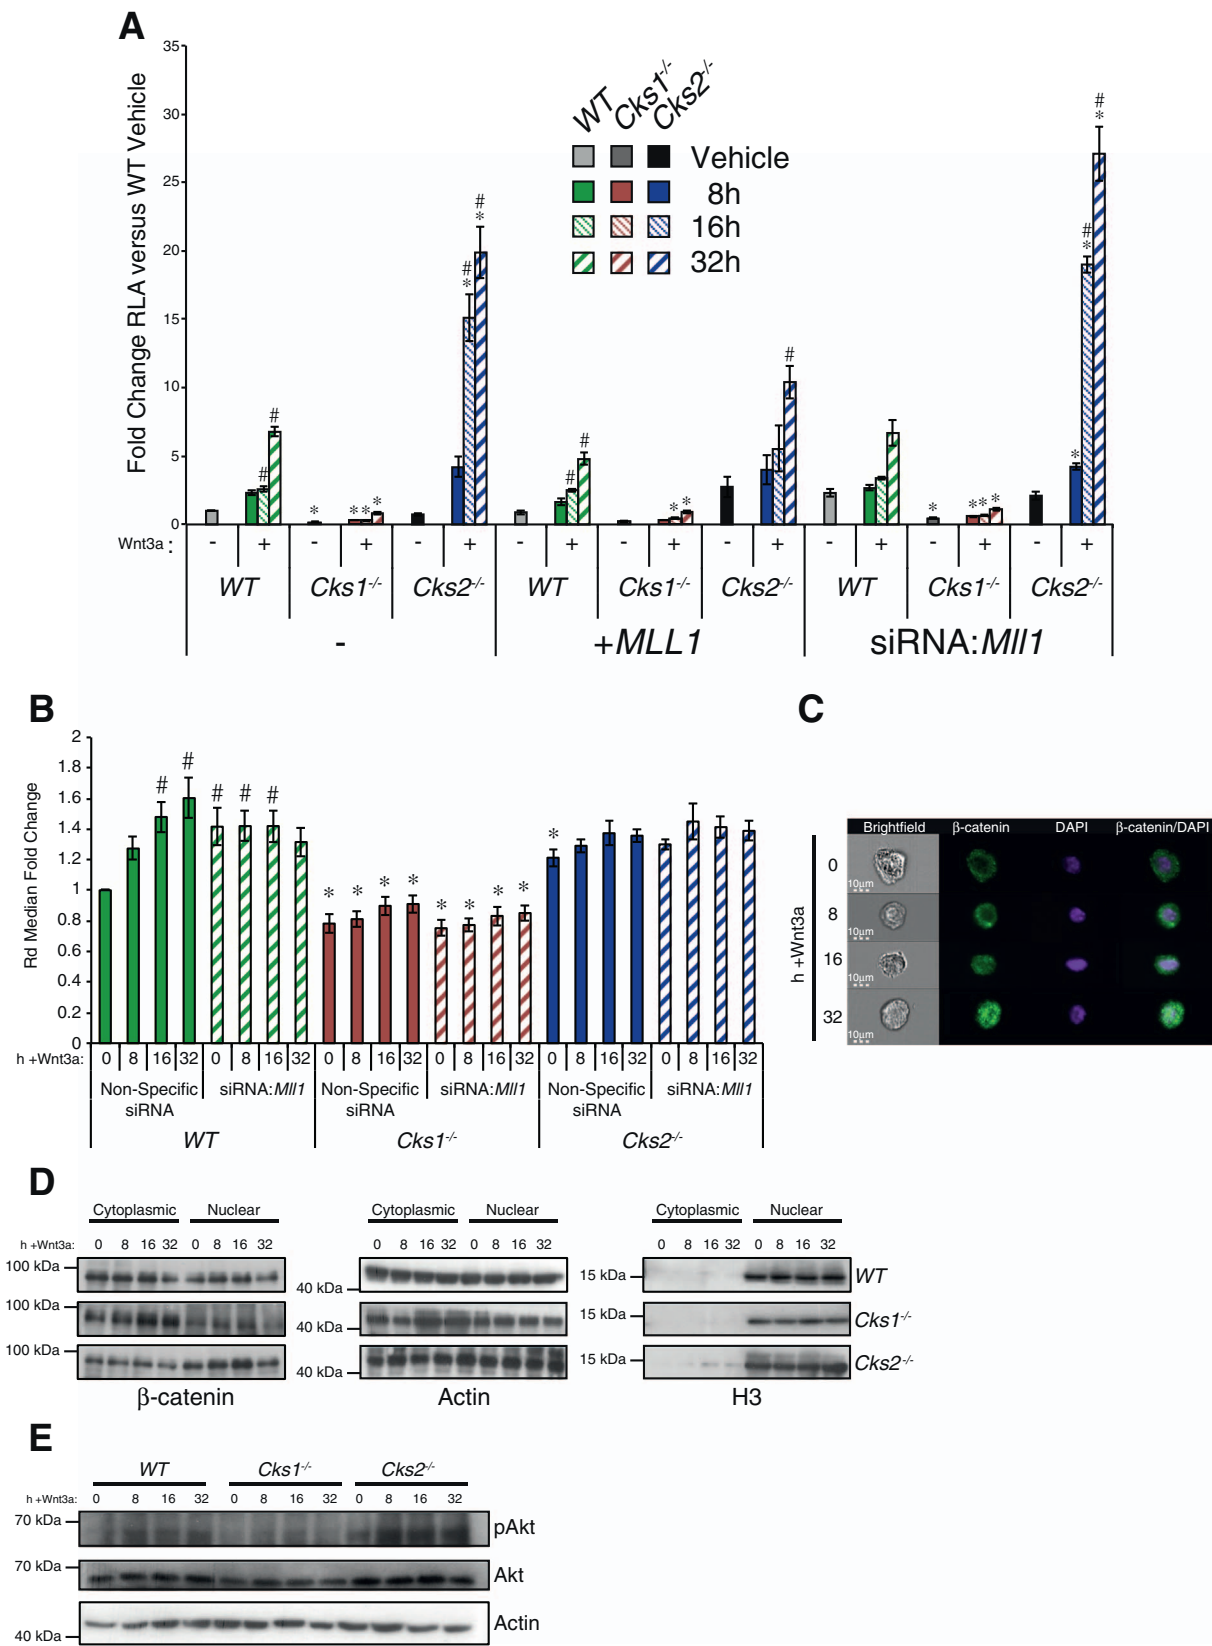 A
Fold Change RLA versus WT Vehicle
35
30
25
20
15
10
5
0
WT Cks1-/- Cks2-/-
Vehicle
8h
16h
32h
# # * # * # * * * # * # * # # # * * # * * * * * # * # *
Wnt3a : - + - + - + - + - + - + - + - + - +
WT Cks1-/- Cks2-/- WT Cks1-/- Cks2-/- WT Cks1-/- Cks2-/-
- +MLL1 siRNA:Mll1
B
Rd Median Fold Change
2
1.8
1.6
1.4
1.2
1
0.8
0.6
0.4
0.2
0
# # # # # * * * * * * * * *
h +Wnt3a: 0 8 16 32 0 8 16 32 0 8 16 32 0 8 16 32 0 8 16 32 0 8 16 32
Non-Specific siRNA siRNA:Mll1 Non-Specific siRNA siRNA:Mll1 Non-Specific siRNA siRNA:Mll1
WT Cks1-/- Cks2-/-
C
Brightfield β-catenin DAPI β-catenin/DAPI
h +Wnt3a
0
10μm
8
10μm
16
10μm
32
10μm
D
Cytoplasmic Nuclear Cytoplasmic Nuclear Cytoplasmic Nuclear
h +Wnt3a: 0 8 16 32 0 8 16 32 0 8 16 32 0 8 16 32 0 8 16 32 0 8 16 32
100 kDa 40 kDa 15 kDa WT
100 kDa 40 kDa 15 kDa Cks1-/-
100 kDa 40 kDa 15 kDa Cks2-/-
β-catenin Actin H3
E
WT Cks1-/- Cks2-/-
h +Wnt3a: 0 8 16 32 0 8 16 32 0 8 16 32
70 kDa pAkt
70 kDa Akt
40 kDa Actin